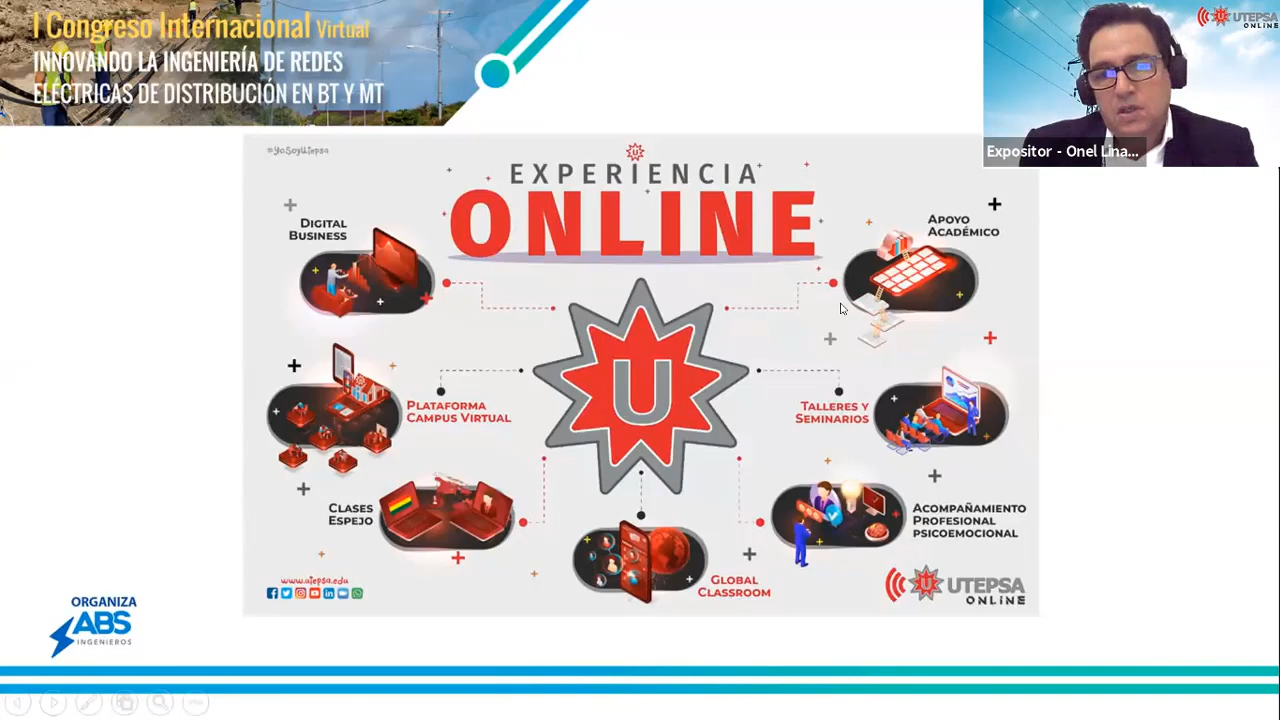 I Congreso Internacional Virtual
INNOVANDO LA INGENIERÍA DE REDES
ELÉCTRICAS DE DISTRIBUCIÓN EN BT Y MT
UTEPSA
ONLINE
Expositor - Onel Lina...
#YoSoyUtepsa
EXPERIENCIA
ONLINE
DIGITAL
BUSINESS
APOYO
ACADÉMICO
PLATAFORMA
CAMPUS VIRTUAL
TALLERES Y
SEMINARIOS
U
CLASES
ESPEJO
ACOMPAÑAMIENTO
PROFESIONAL
PSICOEMOCIONAL
GLOBAL
CLASSROOM
www.utepsa.edu
U
UTEPSA
ONLINE
ORGANIZA
ABS
INGENIEROS